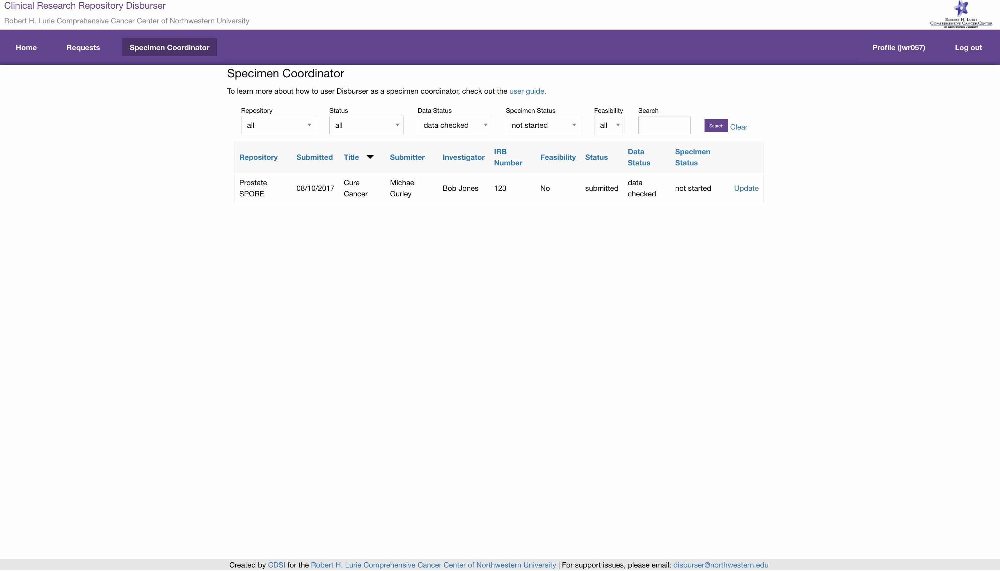 Clinical Research Repository Disburser
Robert H. Lurie Comprehensive Cancer Center of Northwestern University
ROBERT H. LURIE
COMPREHENSIVE CANCER CENTER
OF NORTHWESTERN UNIVERSITY
Home Requests Specimen Coordinator Profile (jwr057) Log out
Specimen Coordinator
To learn more about how to user Disburser as a specimen coordinator, check out the user guide.
Repository Status Data Status Specimen Status Feasibility Search
all all data checked not started all Search Clear
Repository Submitted Title Submitter Investigator IRB Number Feasibility Status Data Status Specimen Status
Prostate SPORE 08/10/2017 Cure Cancer Michael Gurley Bob Jones 123 No submitted data checked not started Update
Created by CDSI for the Robert H. Lurie Comprehensive Cancer Center of Northwestern University | For support issues, please email: disburser@northwestern.edu